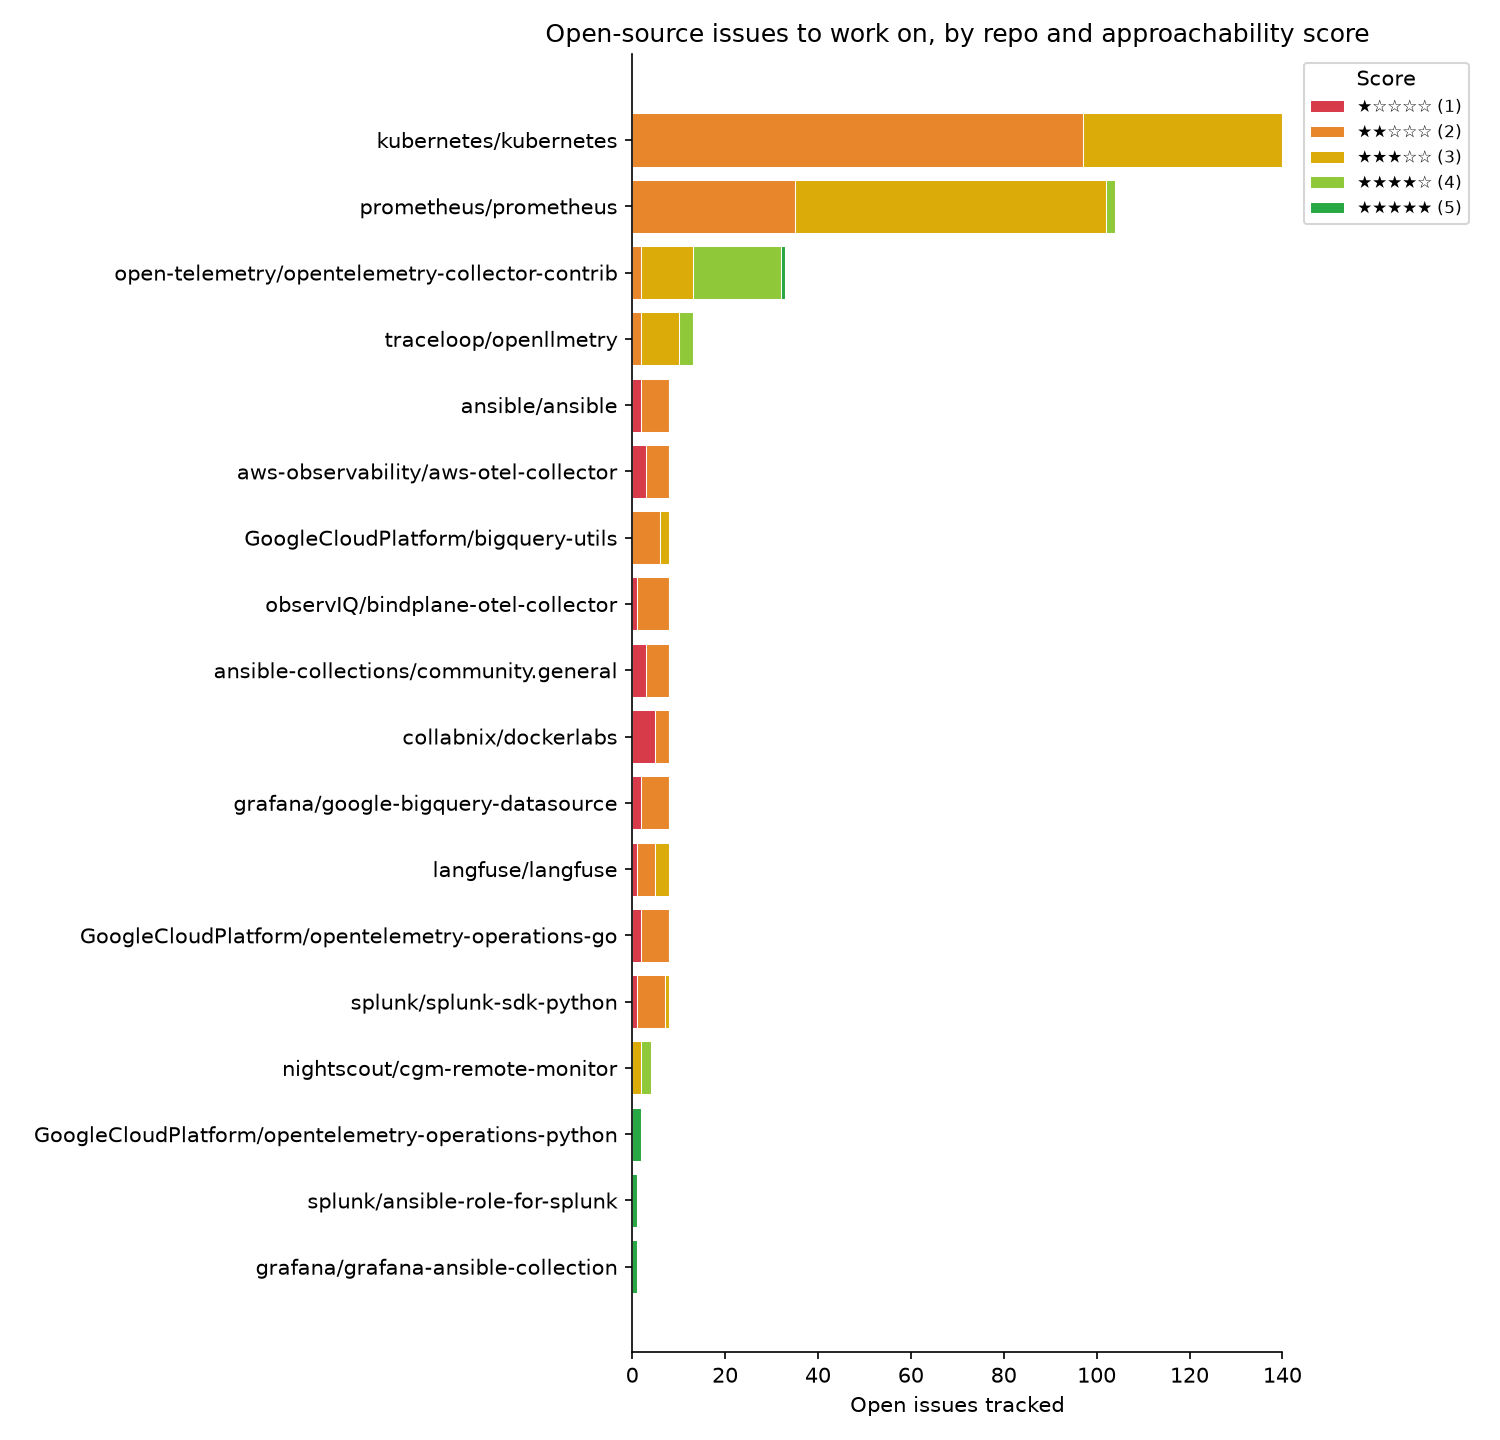 Open-source issues to work on, by repo and approachability score
Score
★☆☆☆☆ (1)
★★☆☆☆ (2)
★★★☆☆ (3)
★★★★☆ (4)
★★★★★ (5)
kubernetes/kubernetes
prometheus/prometheus
open-telemetry/opentelemetry-collector-contrib
traceloop/openllmetry
ansible/ansible
aws-observability/aws-otel-collector
GoogleCloudPlatform/bigquery-utils
observIQ/bindplane-otel-collector
ansible-collections/community.general
collabnix/dockerlabs
grafana/google-bigquery-datasource
langfuse/langfuse
GoogleCloudPlatform/opentelemetry-operations-go
splunk/splunk-sdk-python
nightscout/cgm-remote-monitor
GoogleCloudPlatform/opentelemetry-operations-python
splunk/ansible-role-for-splunk
grafana/grafana-ansible-collection
0 20 40 60 80 100 120 140
Open issues tracked